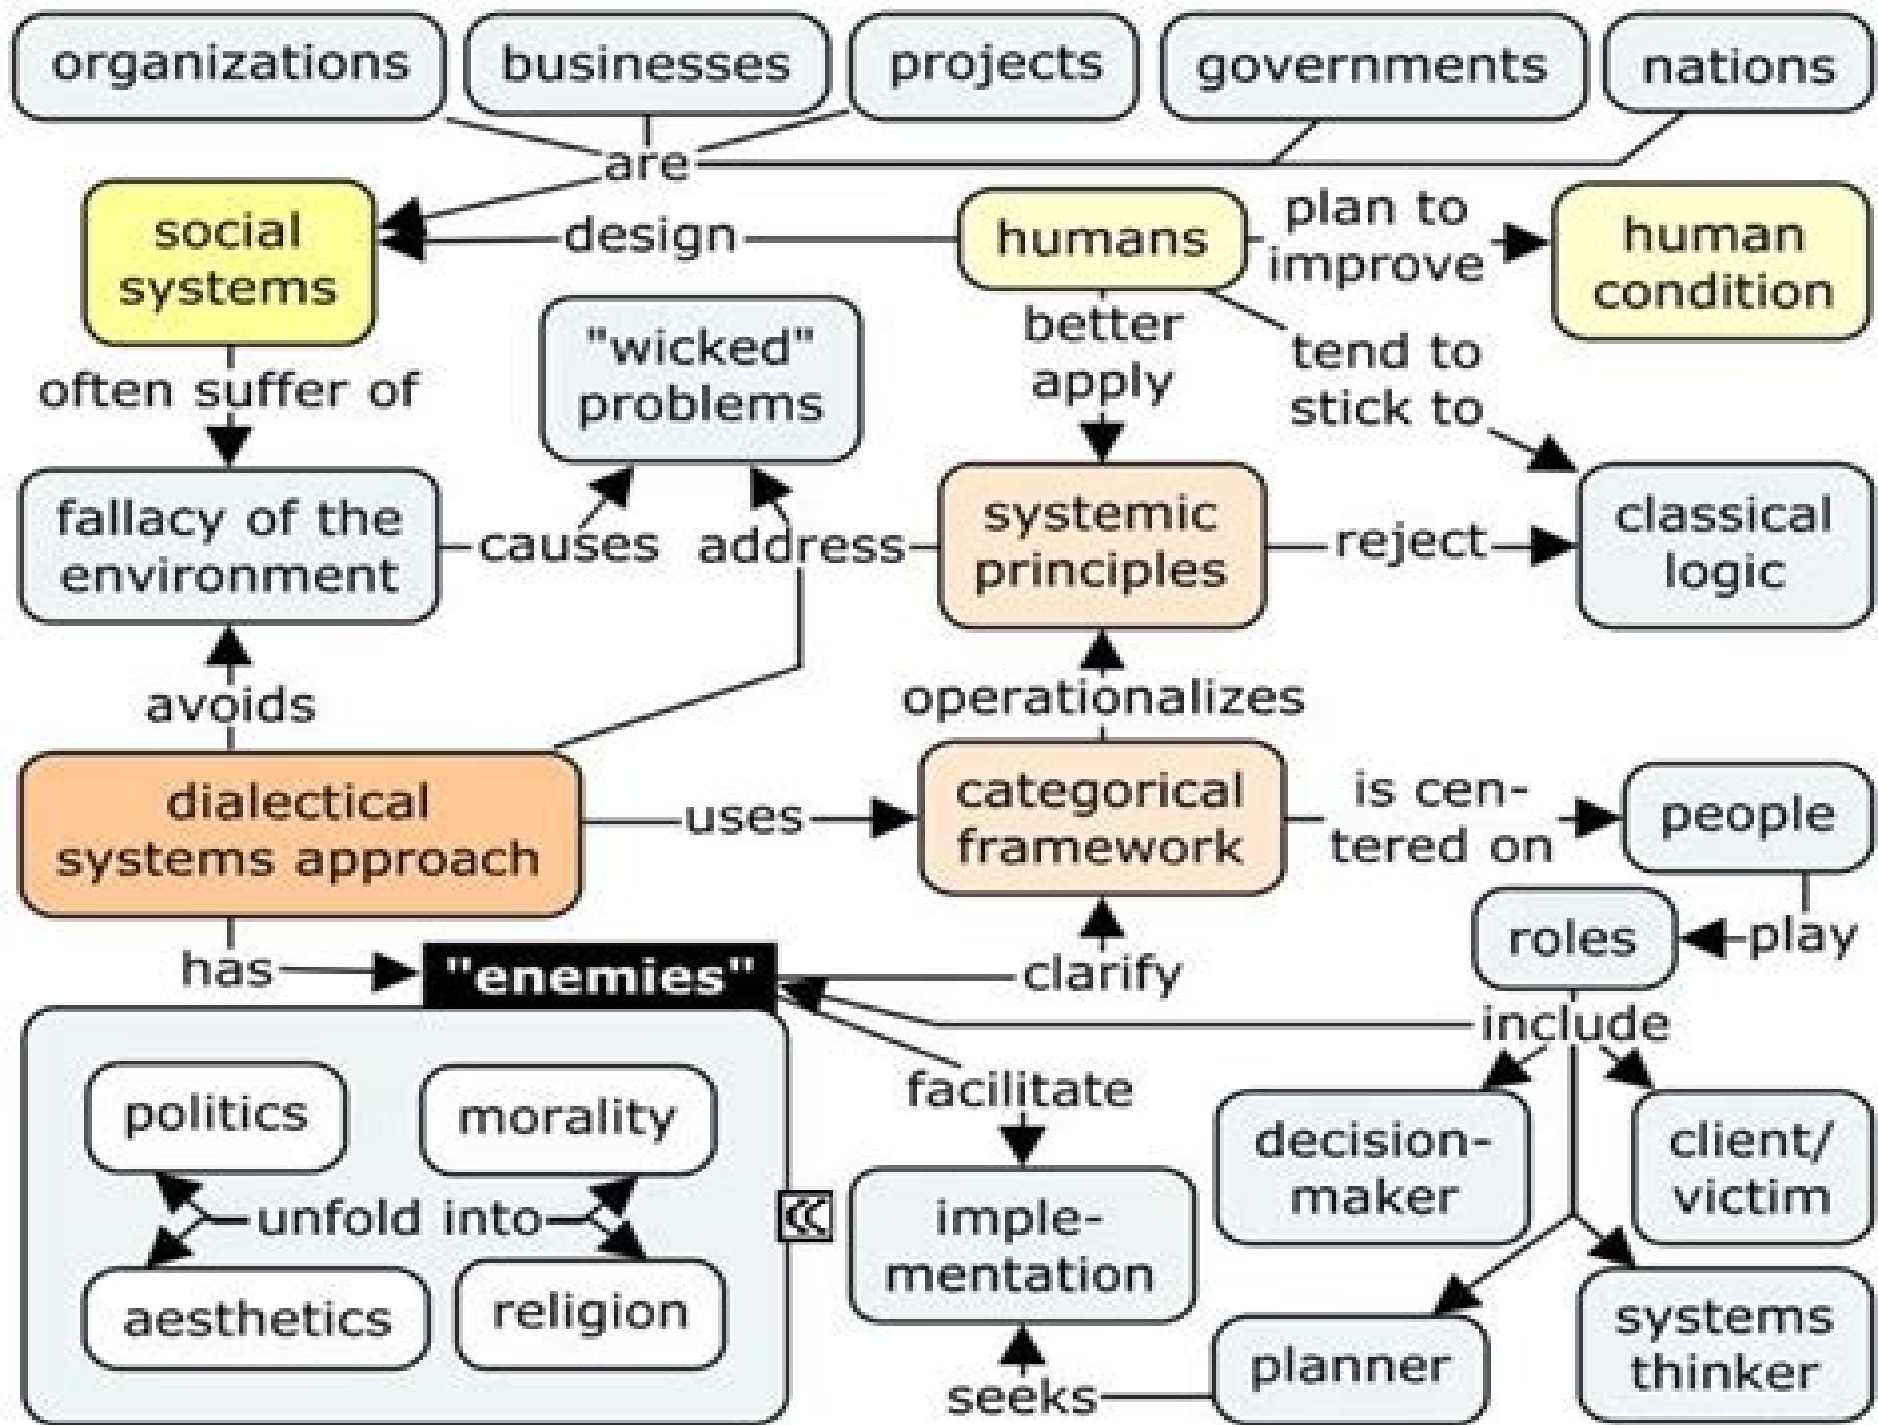 organizations
businesses
projects
governments
nations
are
social
systems
design
humans
plan to
improve
human
condition
often suffer of
"wicked"
problems
better
apply
tend to
stick to
fallacy of the
environment
causes
address
systemic
principles
reject
classical
logic
avoids
operationalizes
dialectical
systems approach
uses
categorical
framework
is cen-
tered on
people
has
"enemies"
clarify
roles
play
include
politics
morality
unfold into
aesthetics
religion
facilitate
imple-
mentation
decision-
maker
client/
victim
seeks
planner
systems
thinker